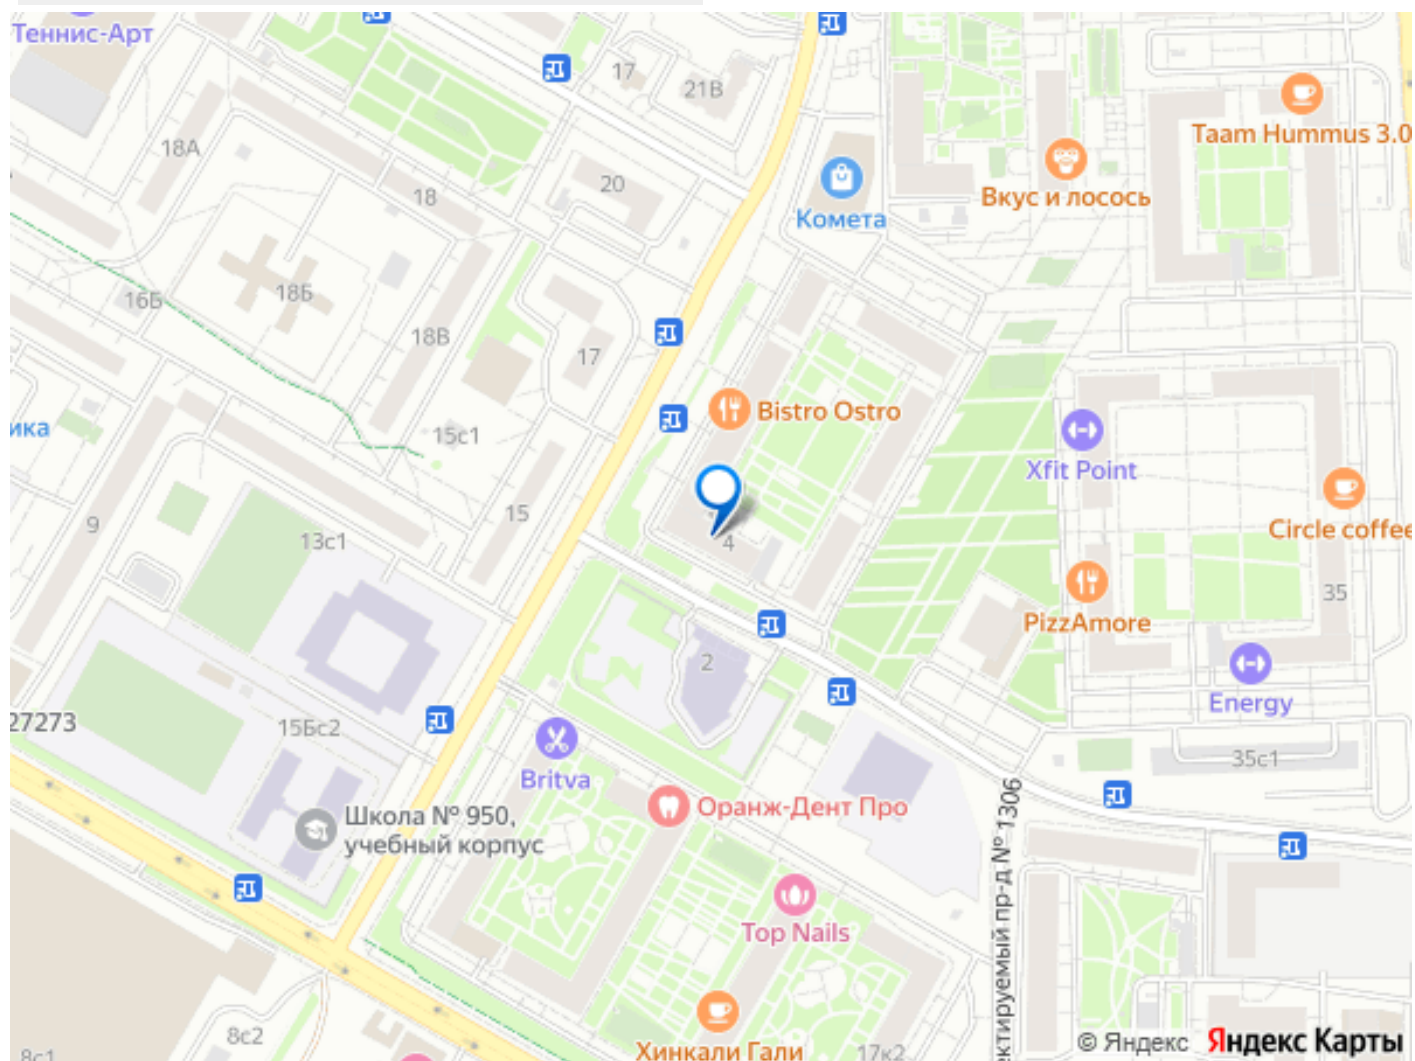 Теннис-Арт
17
21В
Taam Hummus 3.0
18А
18
20
Вкус и лосось
Комета
16Б
18Б
18В
17
Bistro Ostro
ика
15с1
Xfit Point
9
13с1
15
4
Circle coffee
35
PizzAmore
2
Energy
27273
15Бс2
35с1
Britva
Школа № 950,
учебный корпус
Оранж-Дент Про
ектируемый пр-д № 1306
Top Nails
8с2
8с1
Хинкали Гали
17к2
© Яндекс Яндекс Карты